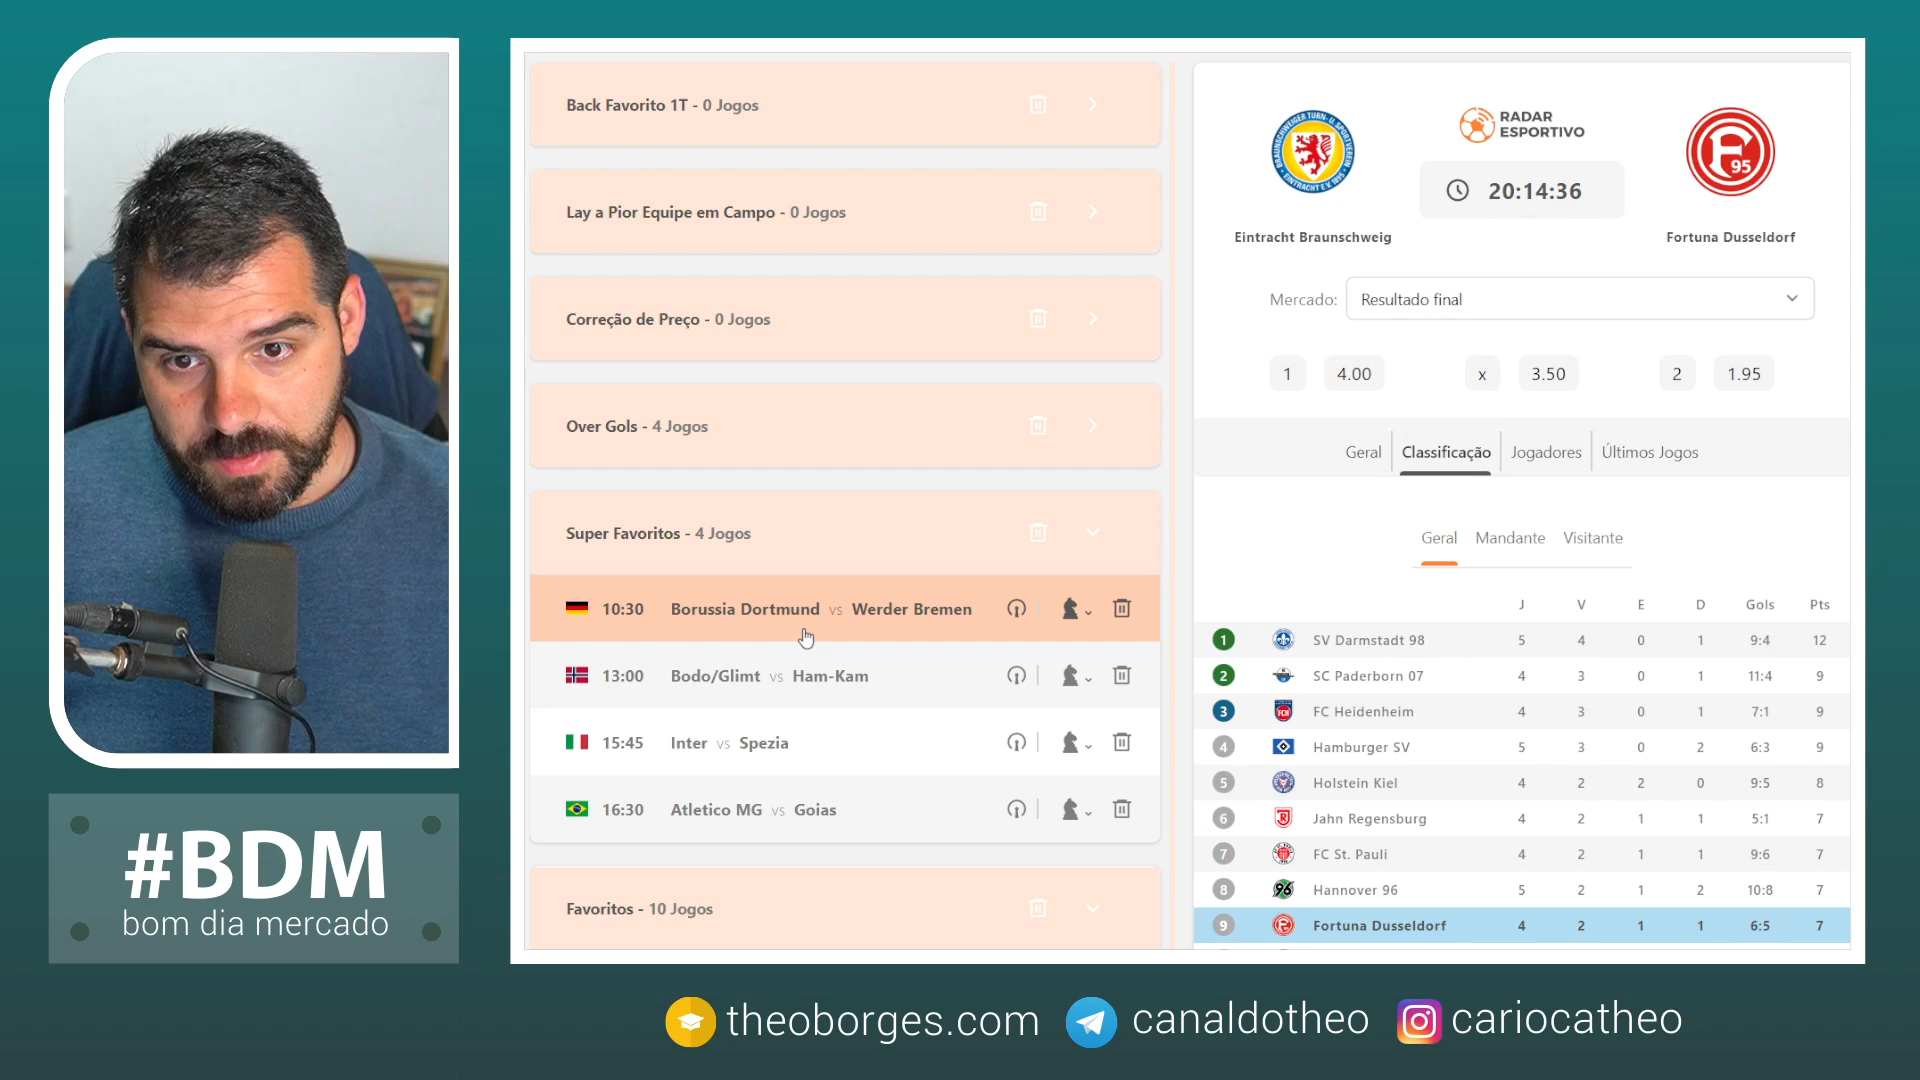 Back Favorito 1T - 0 Jogos
Lay a Pior Equipe em Campo - 0 Jogos
Correção de Preço - 0 Jogos
Over Gols - 4 Jogos
Super Favoritos - 4 Jogos
10:30 Borussia Dortmund vs Werder Bremen
13:00 Bodo/Glimt vs Ham-Kam
15:45 Inter vs Spezia
16:30 Atletico MG vs Goias
Favoritos - 10 Jogos
RADAR
ESPORTIVO
20:14:36
Eintracht Braunschweig
Fortuna Dusseldorf
Mercado: Resultado final
1 4.00 x 3.50 2 1.95
Geral Classificação Jogadores Últimos Jogos
Geral Mandante Visitante
J V E D Gols Pts
1 SV Darmstadt 98 5 4 0 1 9:4 12
2 SC Paderborn 07 4 3 0 1 11:4 9
3 FC Heidenheim 4 3 0 1 7:1 9
4 Hamburger SV 5 3 0 2 6:3 9
5 Holstein Kiel 4 2 2 0 9:5 8
6 Jahn Regensburg 4 2 1 1 5:1 7
7 FC St. Pauli 4 2 1 1 9:6 7
8 Hannover 96 5 2 1 2 10:8 7
9 Fortuna Dusseldorf 4 2 1 1 6:5 7
#BDM
bom dia mercado
theoborges.com canaldotheo cariocatheo